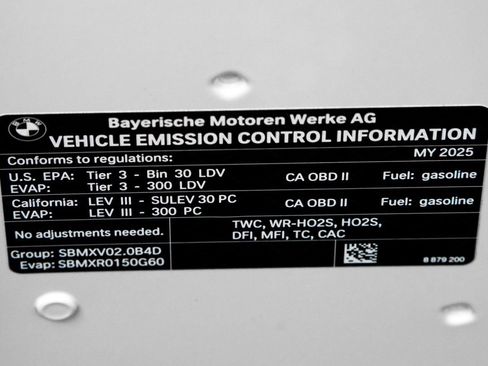 BMW
Bayerische Motoren Werke AG
VEHICLE EMISSION CONTROL INFORMATION
Conforms to regulations: MY 2025
U.S. EPA: Tier 3 - Bin 30 LDV CA OBD II Fuel: gasoline
EVAP: Tier 3 - 300 LDV
California: LEV III - SULEV 30 PC CA OBD II Fuel: gasoline
EVAP: LEV III - 300 PC
No adjustments needed. TWC, WR-HO2S, HO2S,
DFI, MFI, TC, CAC
Group: SBMXV02.0B4D
Evap: SBMXR0150G60
8 879 200